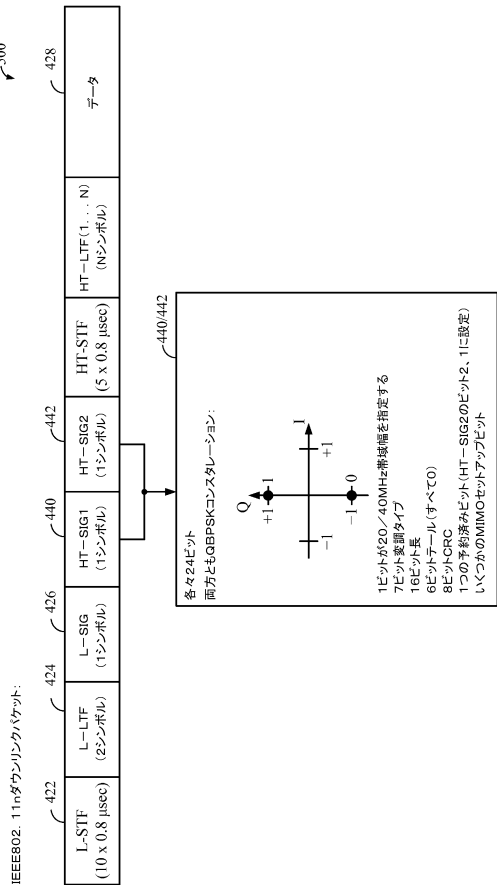 IEEE802. 11nダウンリンクパケット:
422
424
426
440
442
428
L-STF
(10 x 0.8 μsec)
L－LTF
(2シンボル)
L－SIG
(1シンボル)
HT－SIG1
(1シンボル)
HT－SIG2
(1シンボル)
HT-STF
(5 x 0.8 μsec)
HT－LTF(1. . . N)
(Nシンボル)
データ
440/442
各々24ビット
両方ともQBPSKコンスタレーション:
Q
+1
1
I
−1
+1
−1
0
1ビットが20／40MHz帯域幅を指定する
7ビット変調タイプ
16ビット長
6ビットテール(すべて0)
8ビットCRC
1つの予約済みビット(HT－SIG2のビット2、1に設定)
いくつかのMIMOセットアップビット